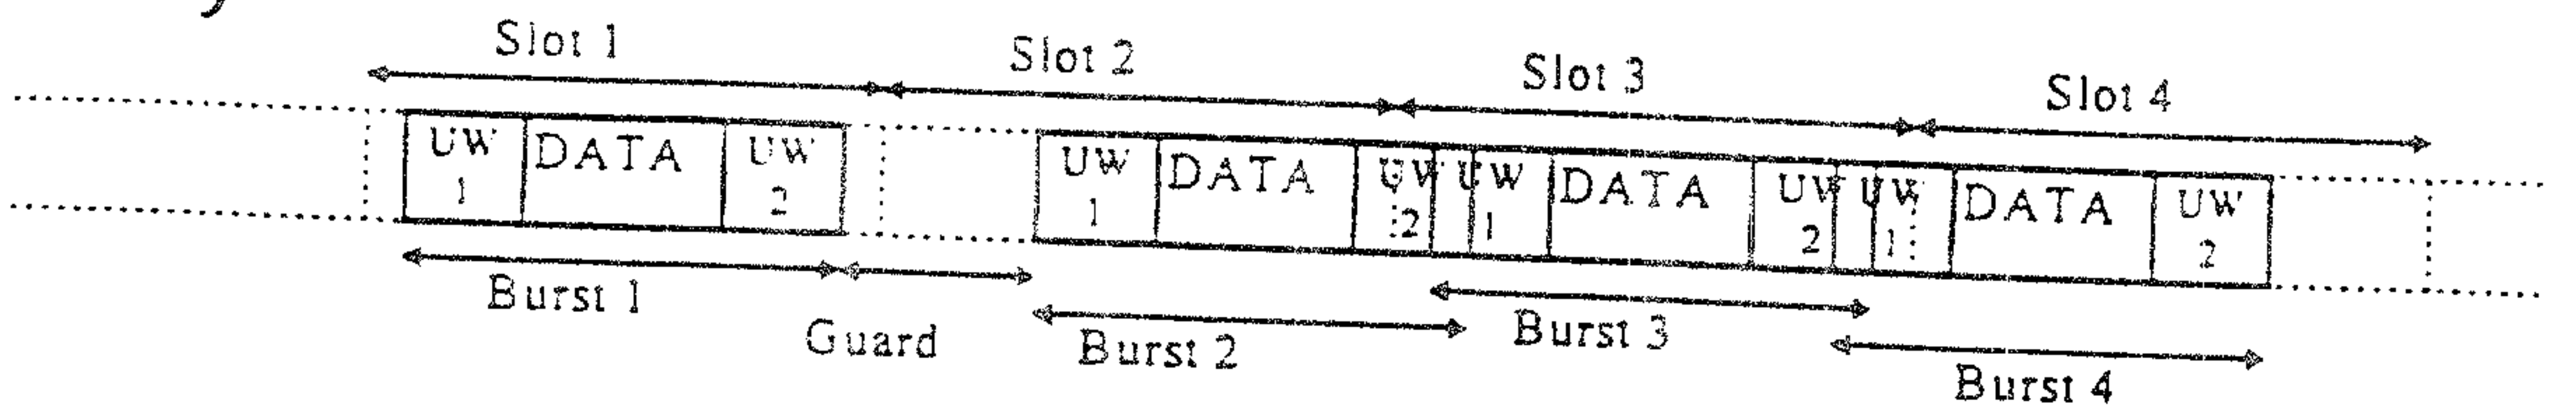 Slot 1 Slot 2 Slot 3 Slot 4
UW 1 DATA UW 2 UW 1 DATA UW 2 UW 1 DATA UW 2 UW 1 DATA UW 2
Burst 1 Guard Burst 2 Burst 3 Burst 4